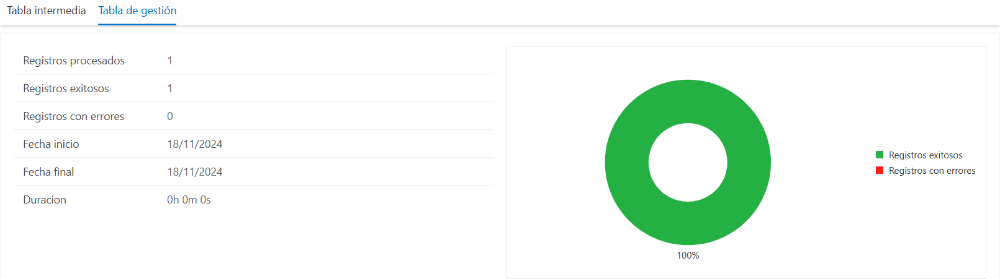 Tabla intermedia Tabla de gestión
Registros procesados 1
Registros exitosos 1
Registros con errores 0
Fecha inicio 18/11/2024
Fecha final 18/11/2024
Duracion 0h 0m 0s
Registros exitosos
Registros con errores
100%